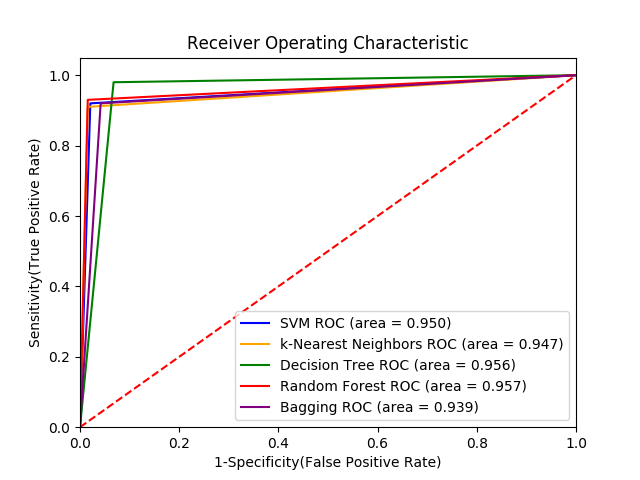 Receiver Operating Characteristic
Sensitivity(True Positive Rate)
1.0
0.8
0.6
0.4
0.2
0.0
SVM ROC (area = 0.950)
k-Nearest Neighbors ROC (area = 0.947)
Decision Tree ROC (area = 0.956)
Random Forest ROC (area = 0.957)
Bagging ROC (area = 0.939)
0.0 0.2 0.4 0.6 0.8 1.0
1-Specificity(False Positive Rate)